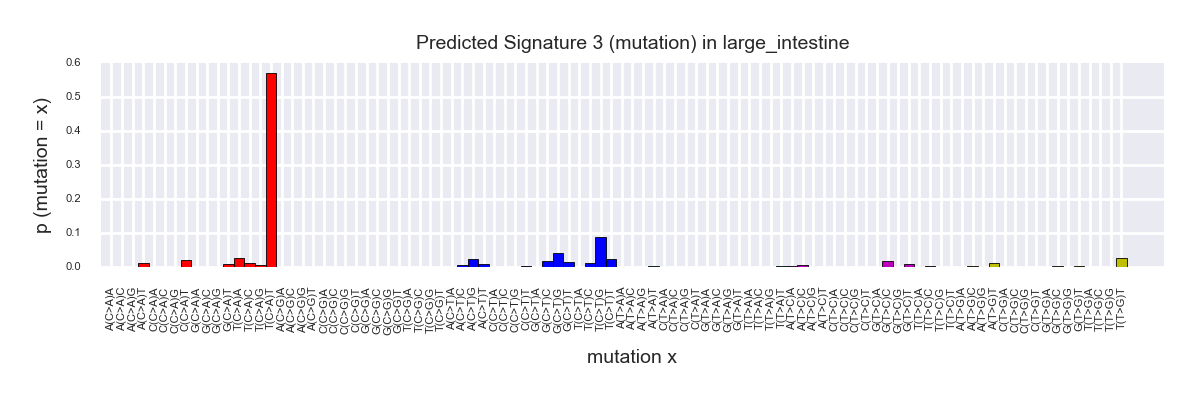 Predicted Signature 3 (mutation) in large_intestine
p (mutation = x)
0.6
0.5
0.4
0.3
0.2
0.1
0.0
A(C>A)A
A(C>A)C
A(C>A)G
A(C>A)T
C(C>A)A
C(C>A)C
C(C>A)G
C(C>A)T
G(C>A)A
G(C>A)C
G(C>A)G
G(C>A)T
T(C>A)A
T(C>A)C
T(C>A)G
T(C>A)T
A(C>G)A
A(C>G)C
A(C>G)G
A(C>G)T
C(C>G)A
C(C>G)C
C(C>G)G
C(C>G)T
G(C>G)A
G(C>G)C
G(C>G)G
G(C>G)T
T(C>G)A
T(C>G)C
T(C>G)G
T(C>G)T
A(C>T)A
A(C>T)C
A(C>T)G
A(C>T)T
C(C>T)A
C(C>T)C
C(C>T)G
C(C>T)T
G(C>T)A
G(C>T)C
G(C>T)G
G(C>T)T
T(C>T)A
T(C>T)C
T(C>T)G
T(C>T)T
A(T>A)A
A(T>A)C
A(T>A)G
A(T>A)T
C(T>A)A
C(T>A)C
C(T>A)G
C(T>A)T
G(T>A)A
G(T>A)C
G(T>A)G
G(T>A)T
T(T>A)A
T(T>A)C
T(T>A)G
T(T>A)T
A(T>C)A
A(T>C)C
A(T>C)G
A(T>C)T
C(T>C)A
C(T>C)C
C(T>C)G
C(T>C)T
G(T>C)A
G(T>C)C
G(T>C)G
G(T>C)T
T(T>C)A
T(T>C)C
T(T>C)G
T(T>C)T
A(T>G)A
A(T>G)C
A(T>G)G
A(T>G)T
C(T>G)A
C(T>G)C
C(T>G)G
C(T>G)T
G(T>G)A
G(T>G)C
G(T>G)G
G(T>G)T
T(T>G)A
T(T>G)C
T(T>G)G
T(T>G)T
mutation x